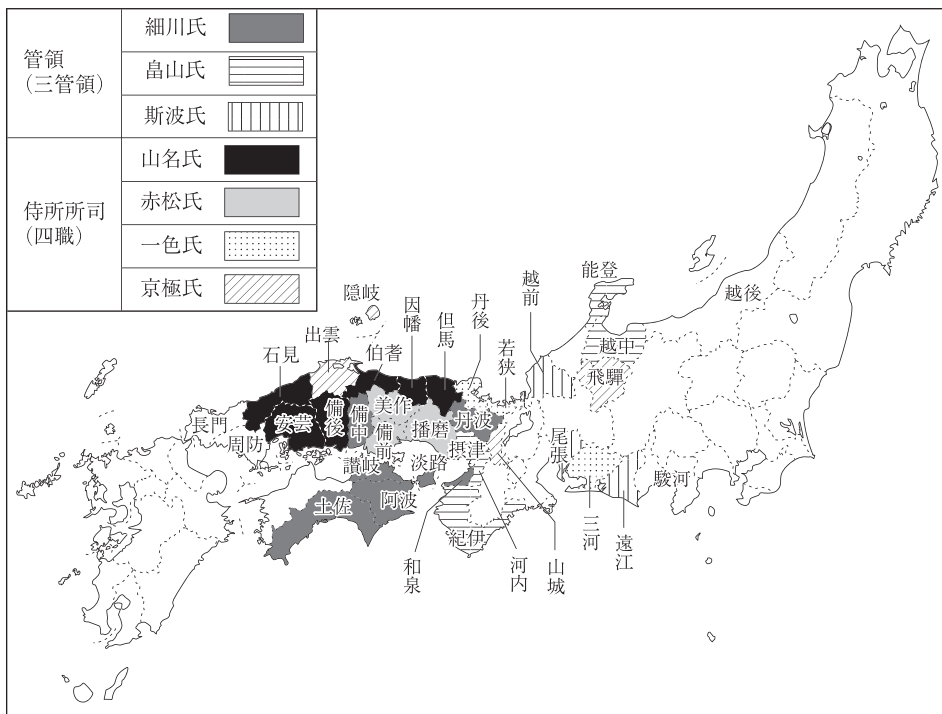 管領
（三管領）
細川氏
畠山氏
斯波氏
侍所所司
（四職）
山名氏
赤松氏
一色氏
京極氏
隠岐
出雲
石見
伯耆
因幡
但馬
丹後
若狭
越前
能登
越後
越中
飛驒
長門
周防
安芸
備後
備中
美作
備前
播磨
丹波
摂津
讃岐
淡路
阿波
土佐
紀伊
和泉
河内
山城
尾張
三河
遠江
駿河